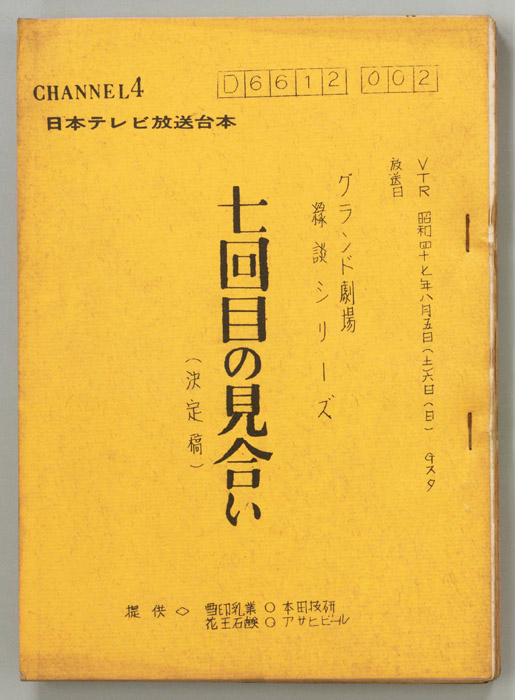 CHANNEL4
D6612 002
日本テレビ放送台本
VTR 昭和四十七年八月五日(土)六日(日) Gスタ
放送日
グランド劇場
縁談シリーズ
七回目の見合い
(決定稿)
提供◇ 雪印乳業○本田技研
花王石鹸○アサヒビール